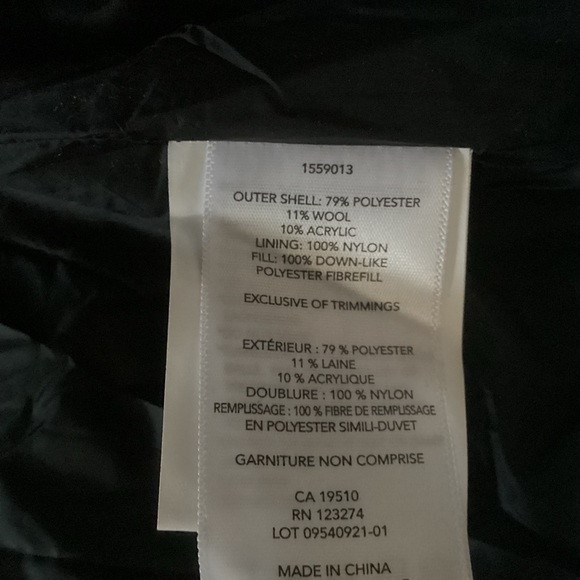 1559013
OUTER SHELL: 79% POLYESTER
11% WOOL
10% ACRYLIC
LINING: 100% NYLON
FILL: 100% DOWN-LIKE
POLYESTER FIBREFILL
EXCLUSIVE OF TRIMMINGS
EXTÉRIEUR : 79 % POLYESTER
11 % LAINE
10 % ACRYLIQUE
DOUBLURE : 100 % NYLON
REMPLISSAGE : 100 % FIBRE DE REMPLISSAGE
EN POLYESTER SIMILI-DUVET
GARNITURE NON COMPRISE
CA 19510
RN 123274
LOT 09540921-01
MADE IN CHINA